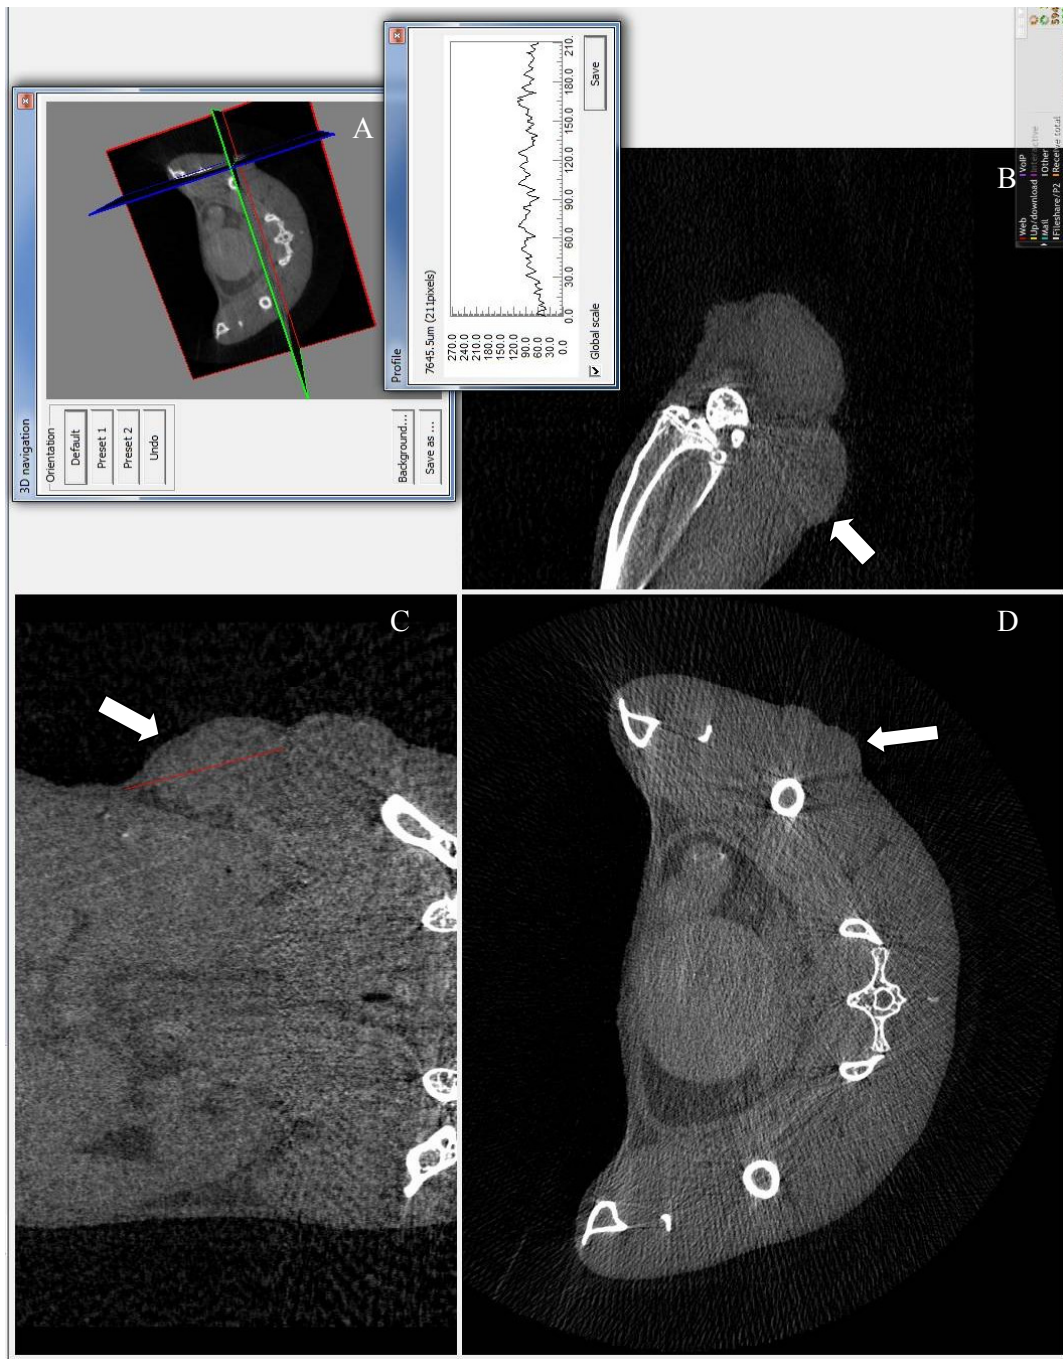 3D navigation
A
Orientation
Default
Preset 1
Preset 2
Undo
Background...
Save as ...
Profile
7645.5um (211pixels)
270.0
240.0
210.0
180.0
150.0
120.0
90.0
60.0
30.0
0.0
0.0 30.0 60.0 90.0 120.0 150.0 180.0 210.
Global scale
Save
B
Web
VoIP
Up/download
Interactive
Mail
Other
Fileshare/P2
Receive total
594
C
D